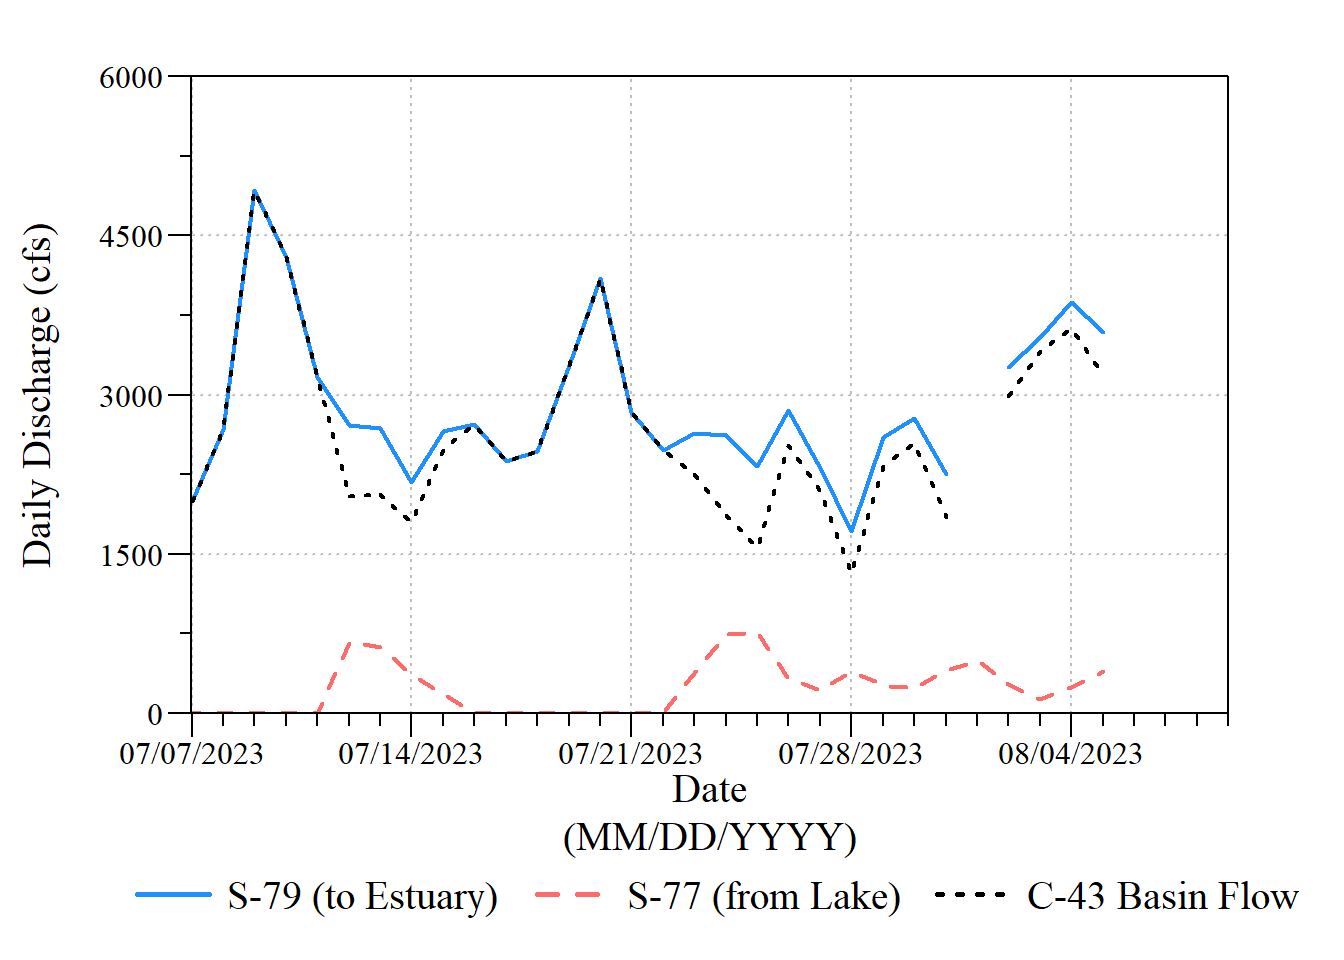 6000
4500
3000
1500
0
Daily Discharge (cfs)
07/07/2023 07/14/2023 07/21/2023 07/28/2023 08/04/2023
Date
(MM/DD/YYYY)
S-79 (to Estuary) S-77 (from Lake) C-43 Basin Flow